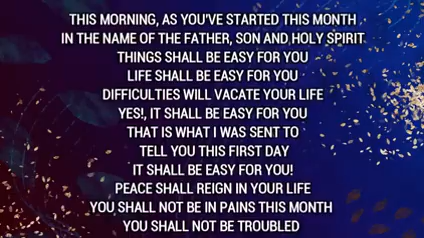 THIS MORNING, AS YOU'VE STARTED THIS MONTH
IN THE NAME OF THE FATHER, SON AND HOLY SPIRIT
THINGS SHALL BE EASY FOR YOU
LIFE SHALL BE EASY FOR YOU
DIFFICULTIES WILL VACATE YOUR LIFE
YES!, IT SHALL BE EASY FOR YOU
THAT IS WHAT I WAS SENT TO
TELL YOU THIS FIRST DAY
IT SHALL BE EASY FOR YOU!
PEACE SHALL REIGN IN YOUR LIFE
YOU SHALL NOT BE IN PAINS THIS MONTH
YOU SHALL NOT BE TROUBLED